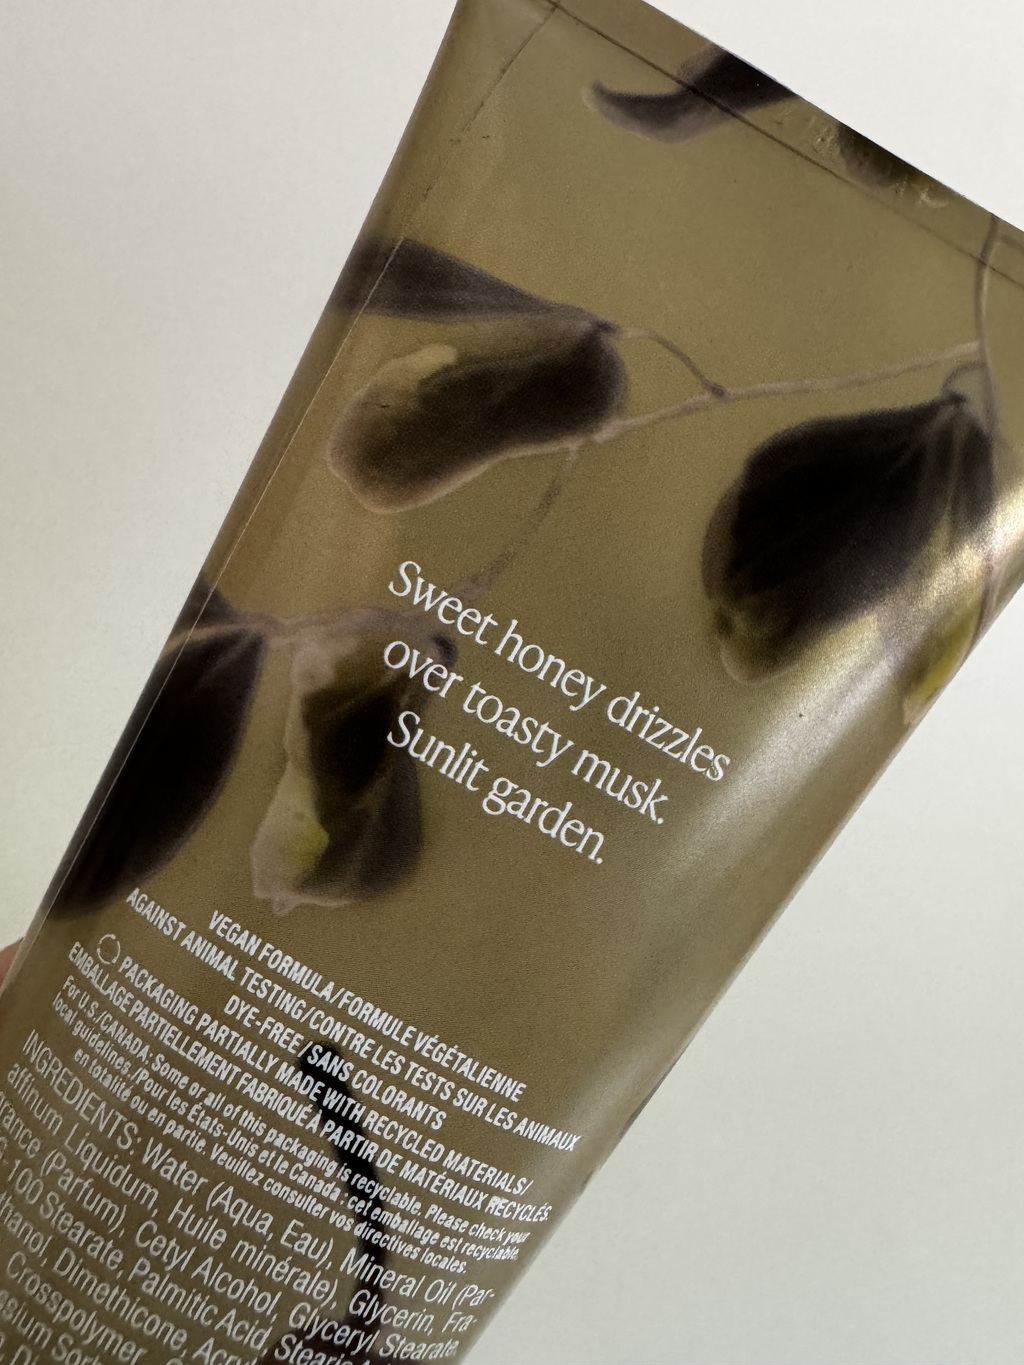 Sweet honey drizzles
over toasty musk.
Sunlit garden.
VEGAN FORMULA/FORMULE VÉGÉTALIENNE
AGAINST ANIMAL TESTING/CONTRE LES TESTS SUR LES ANIMAUX
DYE-FREE/SANS COLORANTS
PACKAGING PARTIALLY MADE WITH RECYCLED MATERIALS/
EMBALLAGE PARTIELLEMENT FABRIQUÉ À PARTIR DE MATÉRIAUX RECYCLÉS.
For U.S./CANADA: Some or all of this packaging is recyclable. Please check your
local guidelines./Pour les États-Unis et le Canada : cet emballage est recyclable,
en totalité ou en partie. Veuillez consulter vos directives locales.
INGREDIENTS: Water (Aqua, Eau), Mineral Oil (Par-
affinum Liquidum, Huile minérale), Glycerin, Fra-
grance (Parfum), Cetyl Alcohol, Glyceryl Stearate,
100 Stearate, Palmitic Acid, Stearic
Dimethicone,
Crosspolymer,